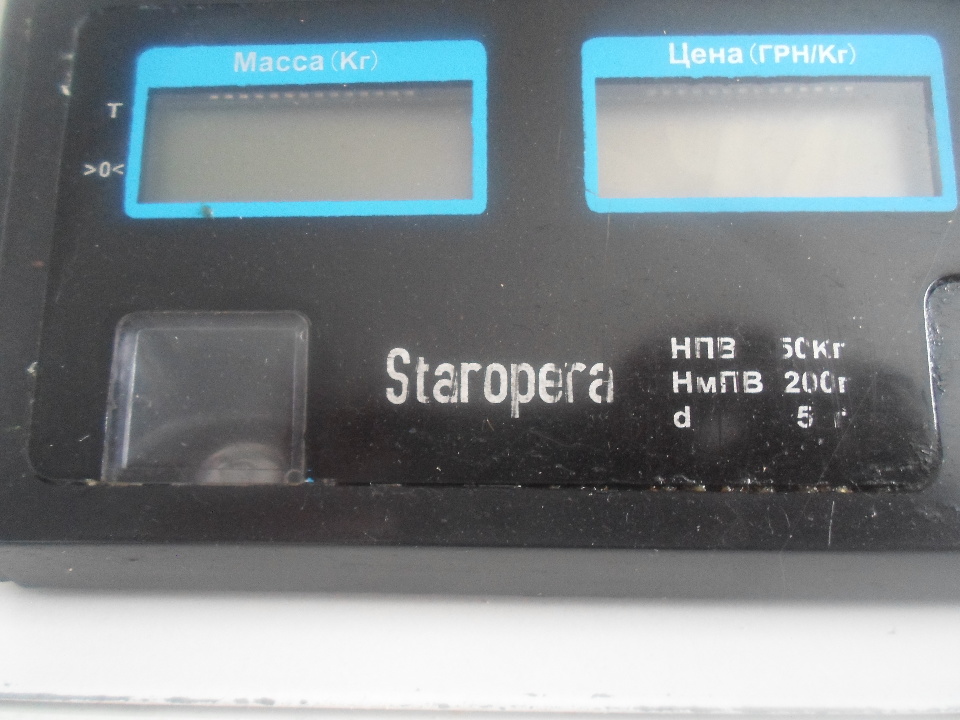 Масса (Кг)
Цена (ГРН/Кг)
T
>0<
Staropera
НПВ 50Кг
НмПВ 200г
d 5 г